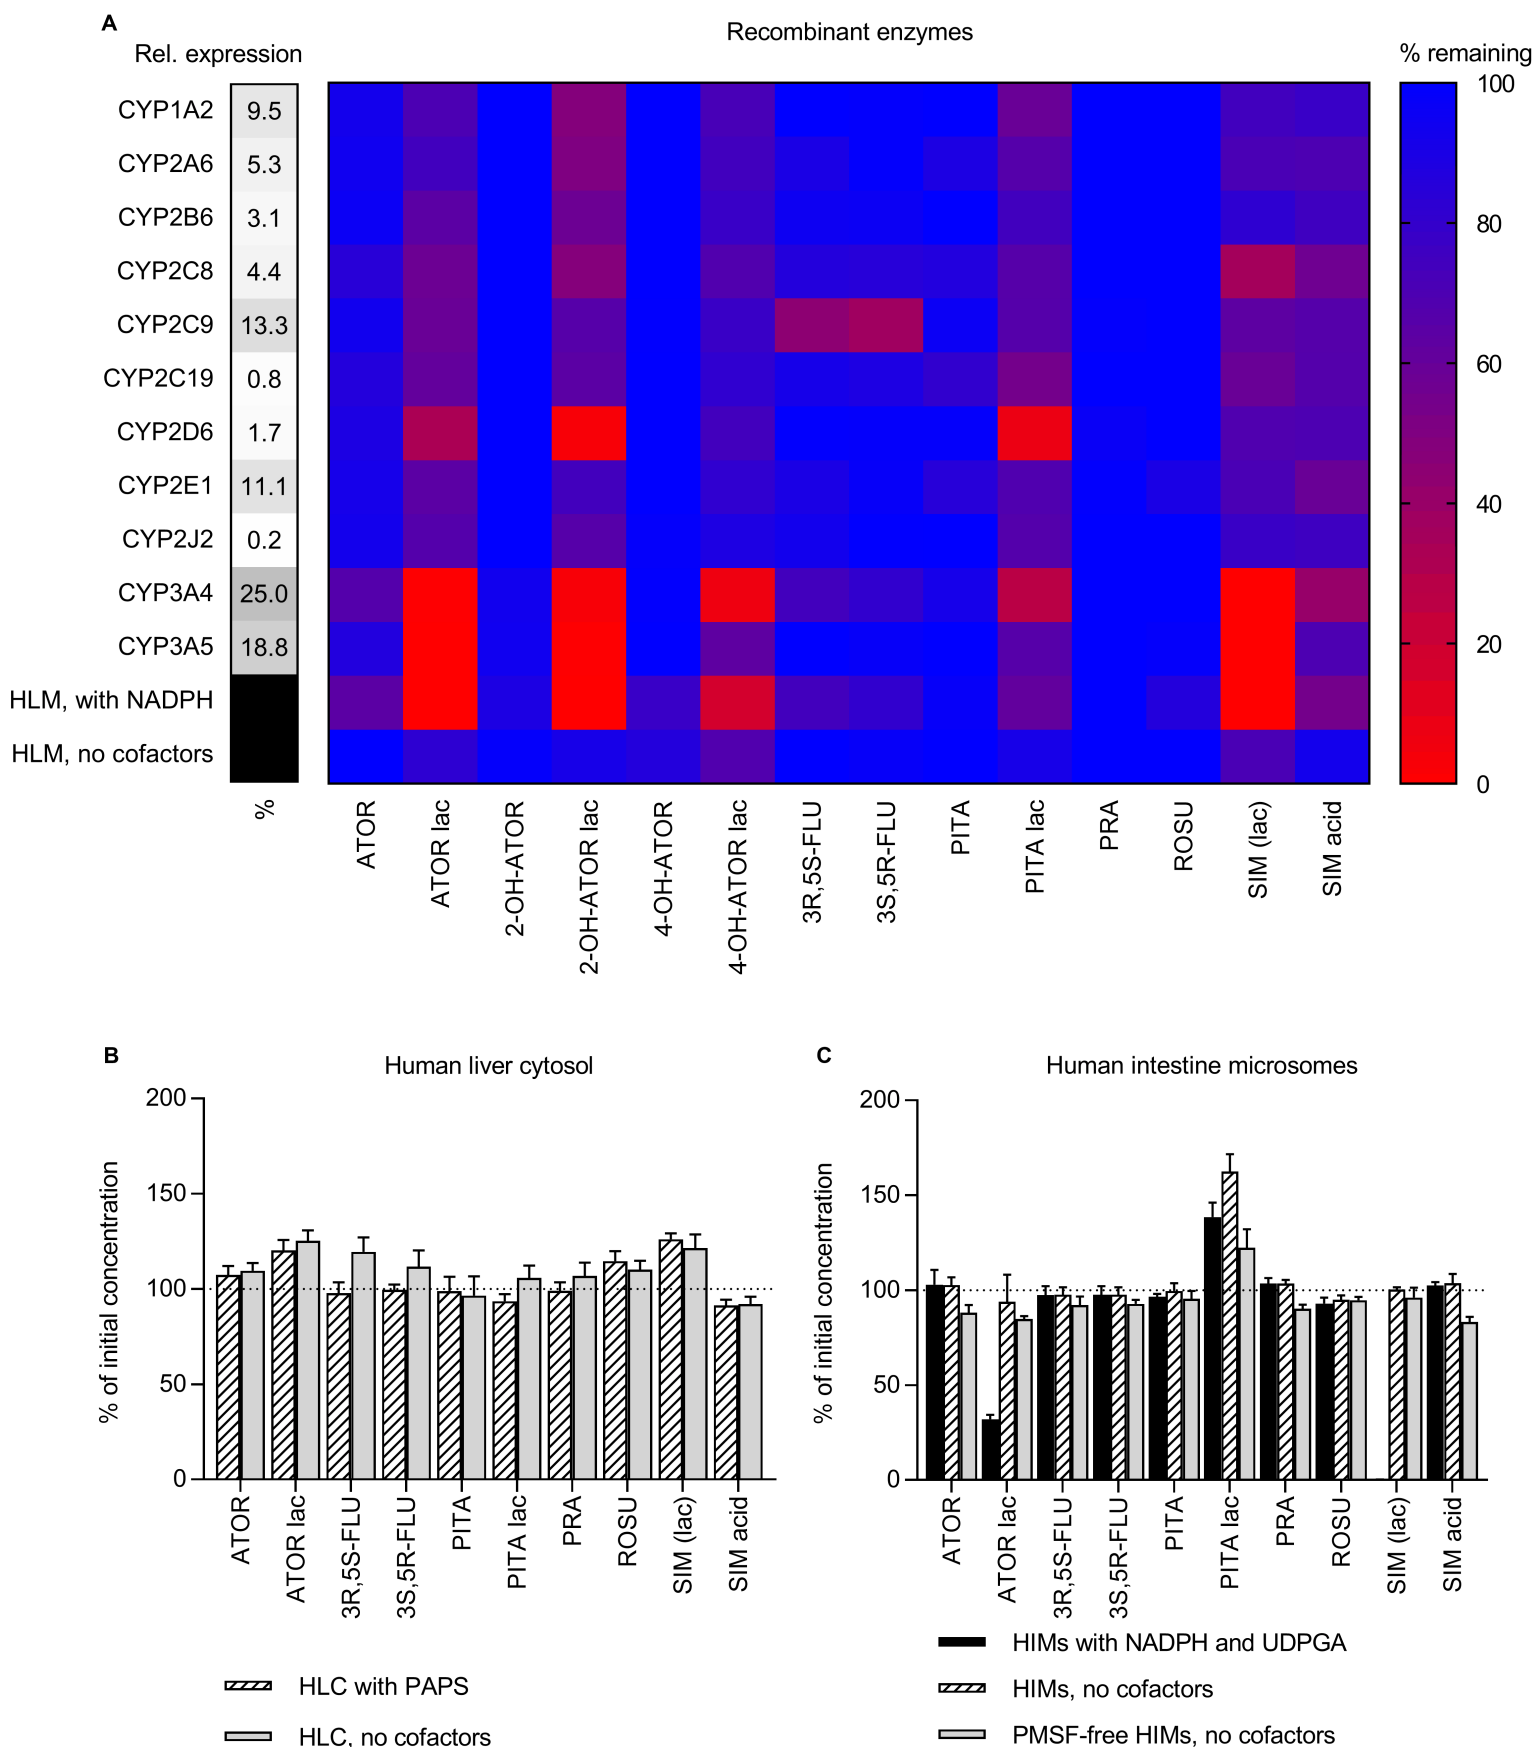 A
Recombinant enzymes
Rel. expression
% remaining
CYP1A2 9.5
CYP2A6 5.3
CYP2B6 3.1
CYP2C8 4.4
CYP2C9 13.3
CYP2C19 0.8
CYP2D6 1.7
CYP2E1 11.1
CYP2J2 0.2
CYP3A4 25.0
CYP3A5 18.8
HLM, with NADPH
HLM, no cofactors
%
100
80
60
40
20
0
ATOR
ATOR lac
2-OH-ATOR
2-OH-ATOR lac
4-OH-ATOR
4-OH-ATOR lac
3R,5S-FLU
3S,5R-FLU
PITA
PITA lac
PRA
ROSU
SIM (lac)
SIM acid
B
Human liver cytosol
% of initial concentration
200
150
100
50
0
ATOR
ATOR lac
3R,5S-FLU
3S,5R-FLU
PITA
PITA lac
PRA
ROSU
SIM (lac)
SIM acid
HLC with PAPS
HLC, no cofactors
C
Human intestine microsomes
% of initial concentration
200
150
100
50
0
ATOR
ATOR lac
3R,5S-FLU
3S,5R-FLU
PITA
PITA lac
PRA
ROSU
SIM (lac)
SIM acid
HIMs with NADPH and UDPGA
HIMs, no cofactors
PMSF-free HIMs, no cofactors